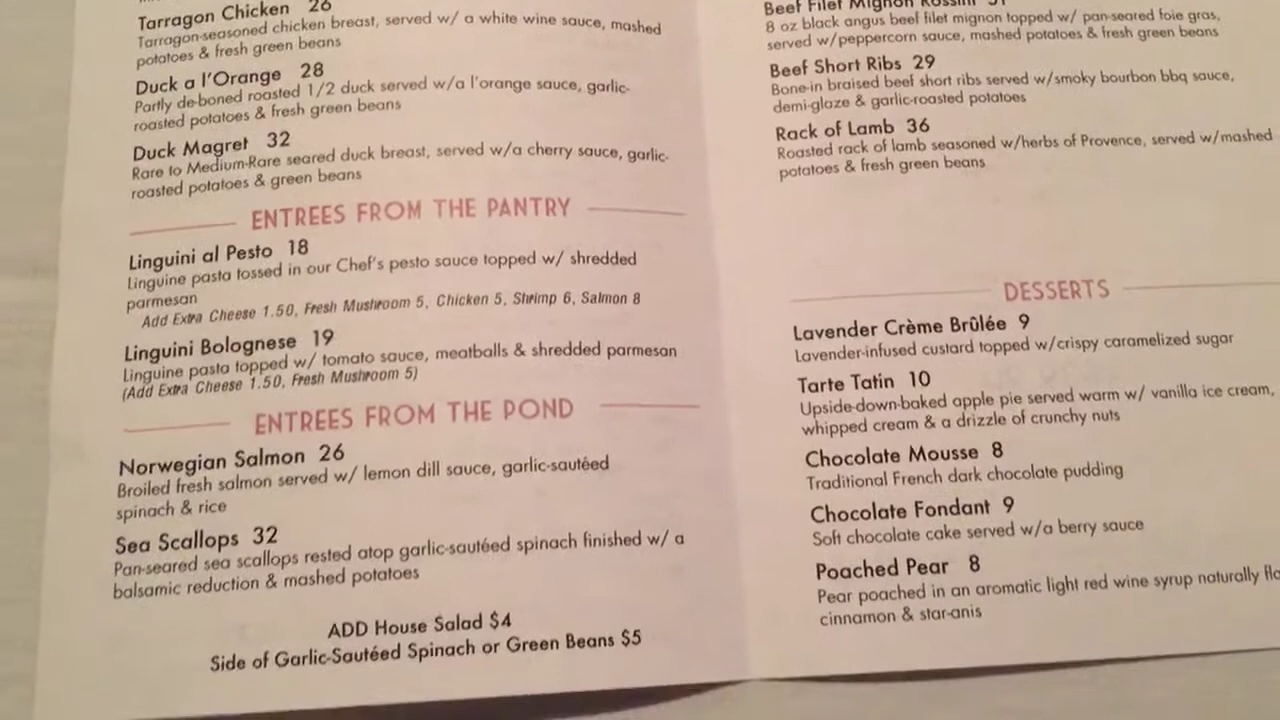 Tarragon Chicken 26
Tarragon-seasoned chicken breast, served w/ a white wine sauce, mashed
potatoes & fresh green beans
Duck a l'Orange 28
Partly de-boned roasted 1/2 duck served w/a l'orange sauce, garlic-
roasted potatoes & fresh green beans
Duck Magret 32
Rare to Medium-Rare seared duck breast, served w/a cherry sauce, garlic-
roasted potatoes & green beans
ENTREES FROM THE PANTRY
Linguini al Pesto 18
Linguine pasta tossed in our Chef's pesto sauce topped w/ shredded
parmesan
Add Extra Cheese 1.50, Fresh Mushroom 5, Chicken 5, Shrimp 6, Salmon 8
Linguini Bolognese 19
Linguine pasta topped w/ tomato sauce, meatballs & shredded parmesan
(Add Extra Cheese 1.50, Fresh Mushroom 5)
ENTREES FROM THE POND
Norwegian Salmon 26
Broiled fresh salmon served w/ lemon dill sauce, garlic-sautéed
spinach & rice
Sea Scallops 32
Pan-seared sea scallops rested atop garlic-sautéed spinach finished w/ a
balsamic reduction & mashed potatoes
ADD House Salad $4
Side of Garlic-Sautéed Spinach or Green Beans $5
Beef Filet Mignon Rossini
8 oz black angus beef filet mignon topped w/ pan-seared foie gras,
served w/peppercorn sauce, mashed potatoes & fresh green beans
Beef Short Ribs 29
Bone-in braised beef short ribs served w/smoky bourbon bbq sauce,
demi-glaze & garlic-roasted potatoes
Rack of Lamb 36
Roasted rack of lamb seasoned w/herbs of Provence, served w/mashed
potatoes & fresh green beans
DESSERTS
Lavender Crème Brûlée 9
Lavender-infused custard topped w/crispy caramelized sugar
Tarte Tatin 10
Upside-down-baked apple pie served warm w/ vanilla ice cream,
whipped cream & a drizzle of crunchy nuts
Chocolate Mousse 8
Traditional French dark chocolate pudding
Chocolate Fondant 9
Soft chocolate cake served w/a berry sauce
Poached Pear 8
Pear poached in an aromatic light red wine syrup naturally
cinnamon & star-anis